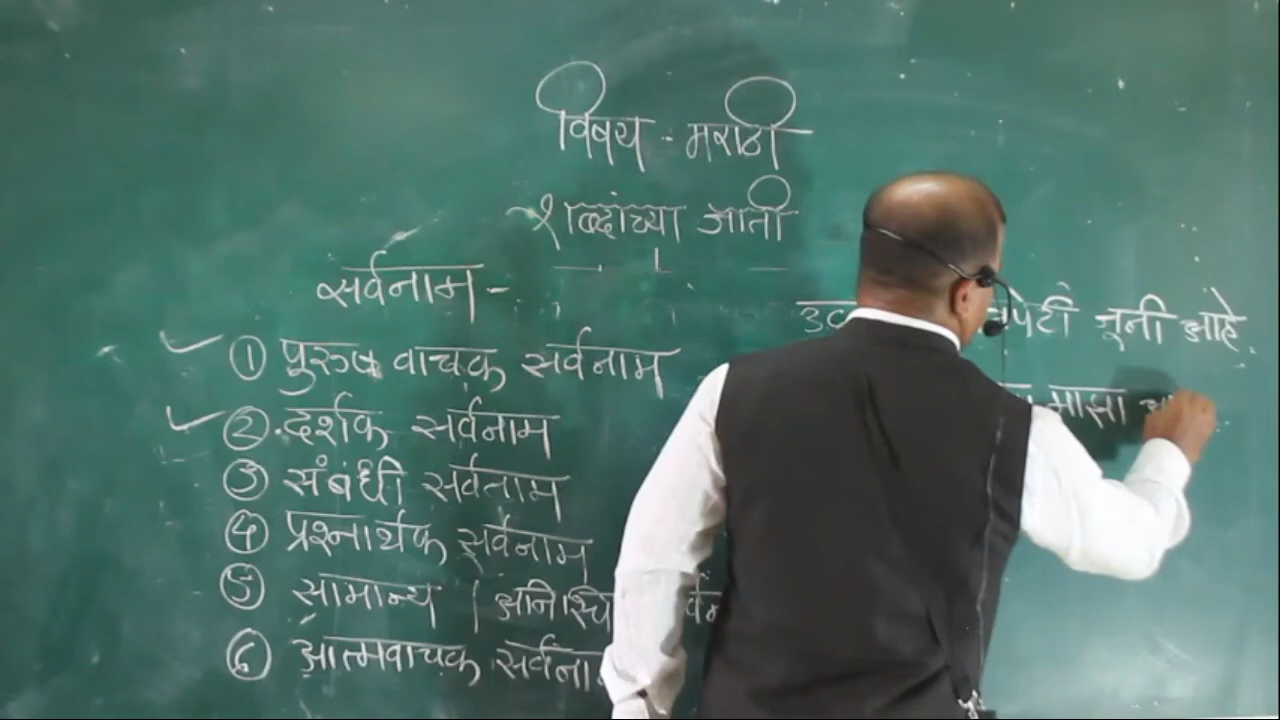 विषय - मराठी
शब्दांच्या जाती
सर्वनाम -
① पुरुषवाचक सर्वनाम
② दर्शक सर्वनाम
③ संबंधी सर्वनाम
④ प्रश्नार्थक सर्वनाम
⑤ सामान्य |
⑥ आत्मवाचक सर्वना
जूनी आहे.
माझा